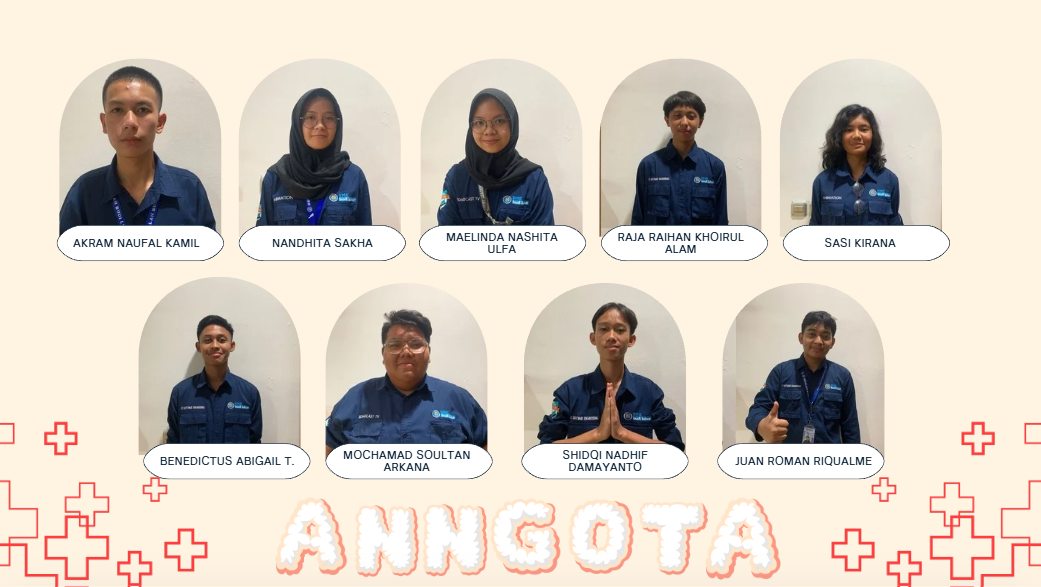 AKRAM NAUFAL KAMIL
NANDHITA SAKHA
MAELINDA NASHITA
ULFA
RAJA RAIHAN KHOIRUL
ALAM
SASI KIRANA
BENEDICTUS ABIGAIL T.
MOCHAMAD SOULTAN
ARKANA
SHIDQI NADHIF
DAMAYANTO
JUAN ROMAN RIQUALME
ANNGOTA